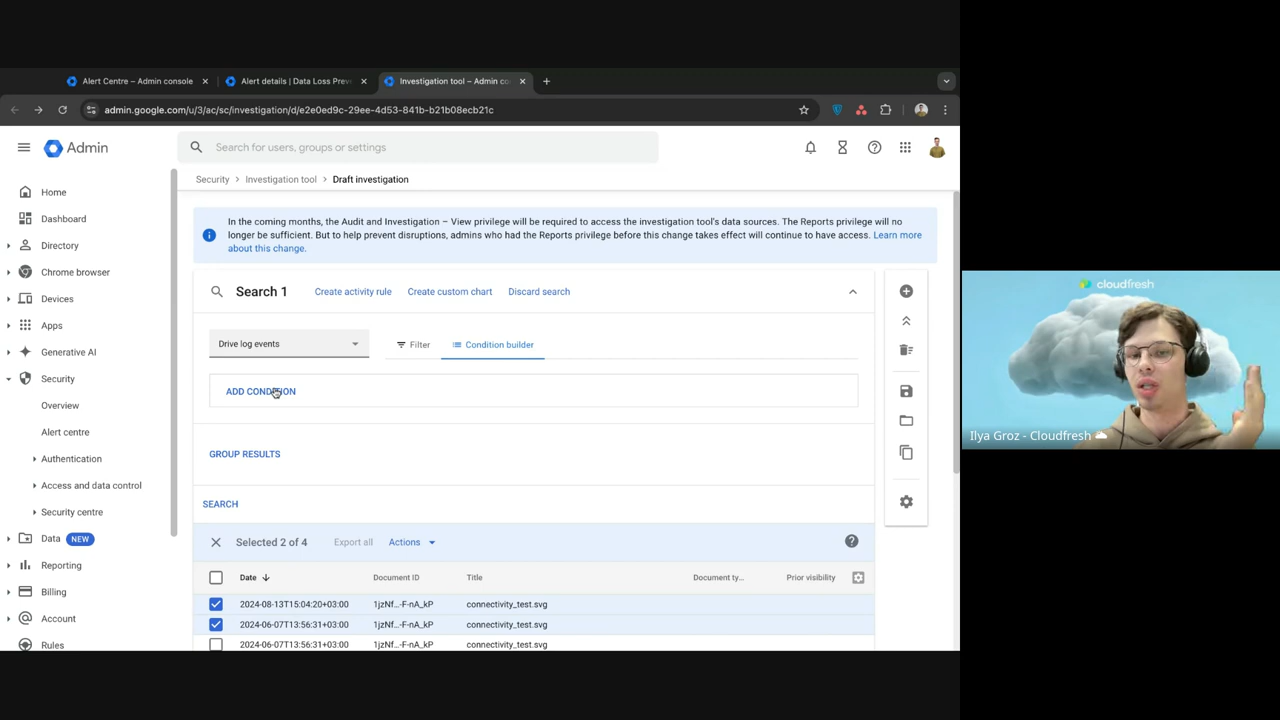 Alert Centre – Admin console
Alert details | Data Loss Prev
Investigation tool – Admin co
admin.google.com/u/3/ac/sc/investigation/d/e2e0ed9c-29ee-4d53-841b-b21b08ecb21c
Admin
Search for users, groups or settings
Security
Investigation tool
Draft investigation
Home
Dashboard
Directory
Chrome browser
Devices
Apps
Generative AI
Security
Overview
Alert centre
Authentication
Access and data control
Security centre
Data NEW
Reporting
Billing
Account
Rules
In the coming months, the Audit and Investigation – View privilege will be required to access the investigation tool's data sources. The Reports privilege will no
longer be sufficient. But to help prevent disruptions, admins who had the Reports privilege before this change takes effect will continue to have access. Learn more
about this change.
Search 1
Create activity rule
Create custom chart
Discard search
Drive log events
Filter
Condition builder
ADD CONDITION
GROUP RESULTS
SEARCH
Selected 2 of 4
Export all
Actions
Date
Document ID
Title
Document ty...
Prior visibility
2024-08-13T15:04:20+03:00 1jzNf...-F-nA_kP connectivity_test.svg
2024-06-07T13:56:31+03:00 1jzNf...-F-nA_kP connectivity_test.svg
2024-06-07T13:56:31+03:00 1jzNf...-F-nA_kP connectivity_test.svg
cloudfresh
Ilya Groz - Cloudfresh